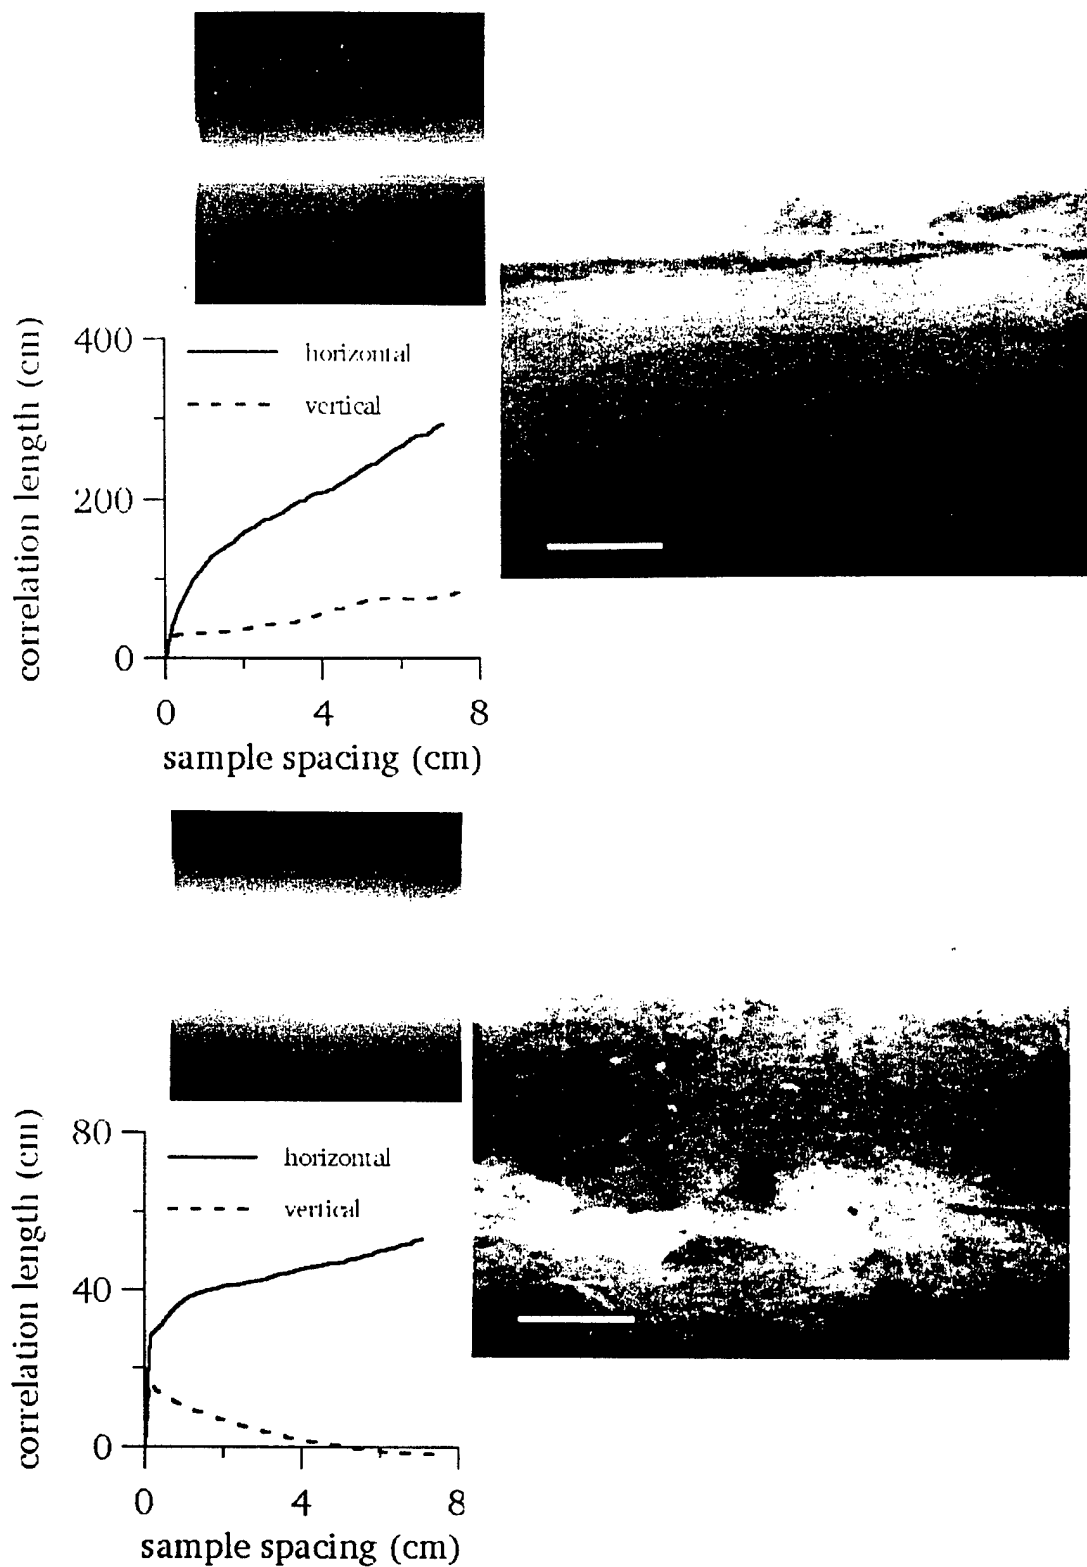 correlation length (cm)
400
200
0
horizontal
vertical
0 4 8
sample spacing (cm)
correlation length (cm)
80
40
0
horizontal
vertical
0 4 8
sample spacing (cm)